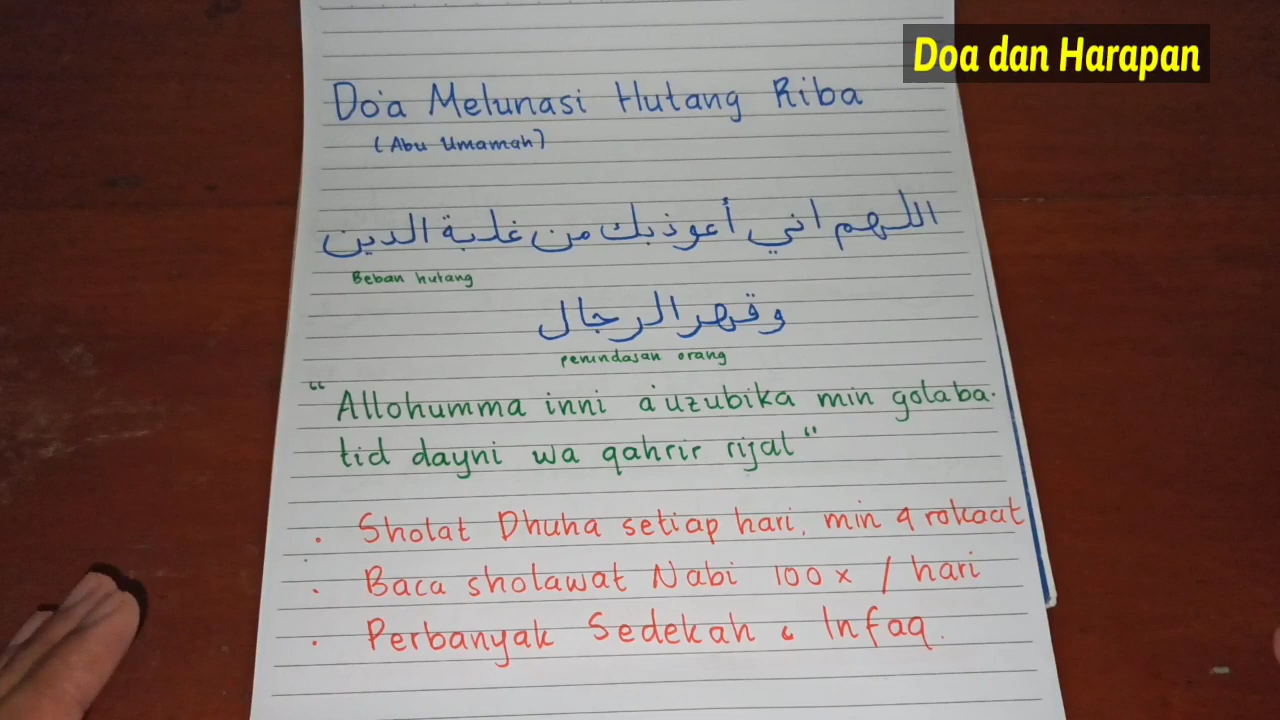 Doa dan Harapan
Do'a Melunasi Hutang Riba
(Abu Umamah)
اللهم اني أعوذبك من غلبة الدين
Beban hutang
وقهر الرجال
penindasan orang
"Allohumma inni a'uzubika min golaba.
tid dayni wa qahrir rijal"
. Sholat Dhuha setiap hari, min 4 rokaat
. Baca sholawat Nabi 100x / hari
. Perbanyak Sedekah & Infaq.